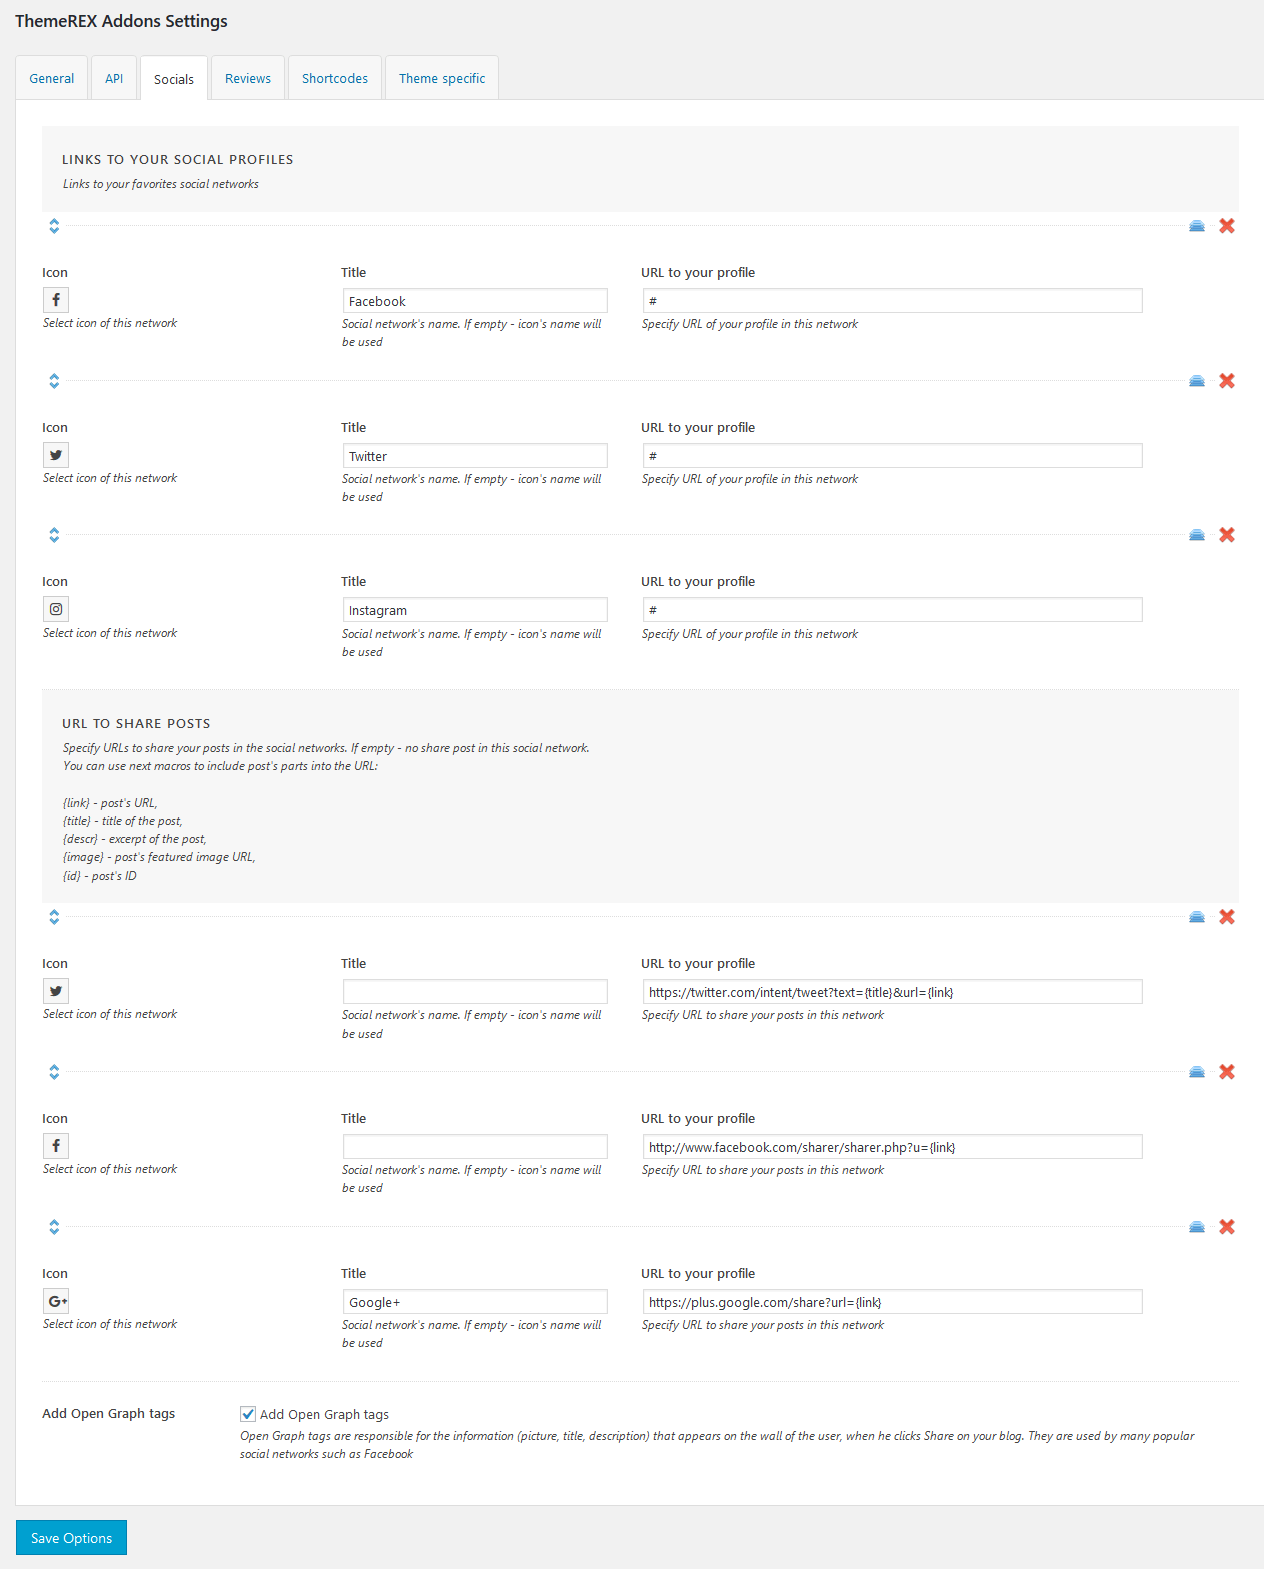 ThemeREX Addons Settings
General API Socials Reviews Shortcodes Theme specific
LINKS TO YOUR SOCIAL PROFILES
Links to your favorites social networks
Icon Title URL to your profile
Facebook #
Select icon of this network Social network's name. If empty - icon's name will Specify URL of your profile in this network
be used
Icon Title URL to your profile
Twitter #
Select icon of this network Social network's name. If empty - icon's name will Specify URL of your profile in this network
be used
Icon Title URL to your profile
Instagram #
Select icon of this network Social network's name. If empty - icon's name will Specify URL of your profile in this network
be used
URL TO SHARE POSTS
Specify URLs to share your posts in the social networks. If empty - no share post in this social network.
You can use next macros to include post's parts into the URL:
{link} - post's URL,
{title} - title of the post,
{descr} - excerpt of the post,
{image} - post's featured image URL,
{id} - post's ID
Icon Title URL to your profile
https://twitter.com/intent/tweet?text={title}&url={link}
Select icon of this network Social network's name. If empty - icon's name will Specify URL to share your posts in this network
be used
Icon Title URL to your profile
http://www.facebook.com/sharer/sharer.php?u={link}
Select icon of this network Social network's name. If empty - icon's name will Specify URL to share your posts in this network
be used
Icon Title URL to your profile
G+ Google+ https://plus.google.com/share?url={link}
Select icon of this network Social network's name. If empty - icon's name will Specify URL to share your posts in this network
be used
Add Open Graph tags Add Open Graph tags
Open Graph tags are responsible for the information (picture, title, description) that appears on the wall of the user, when he clicks Share on your blog. They are used by many popular
social networks such as Facebook
Save Options